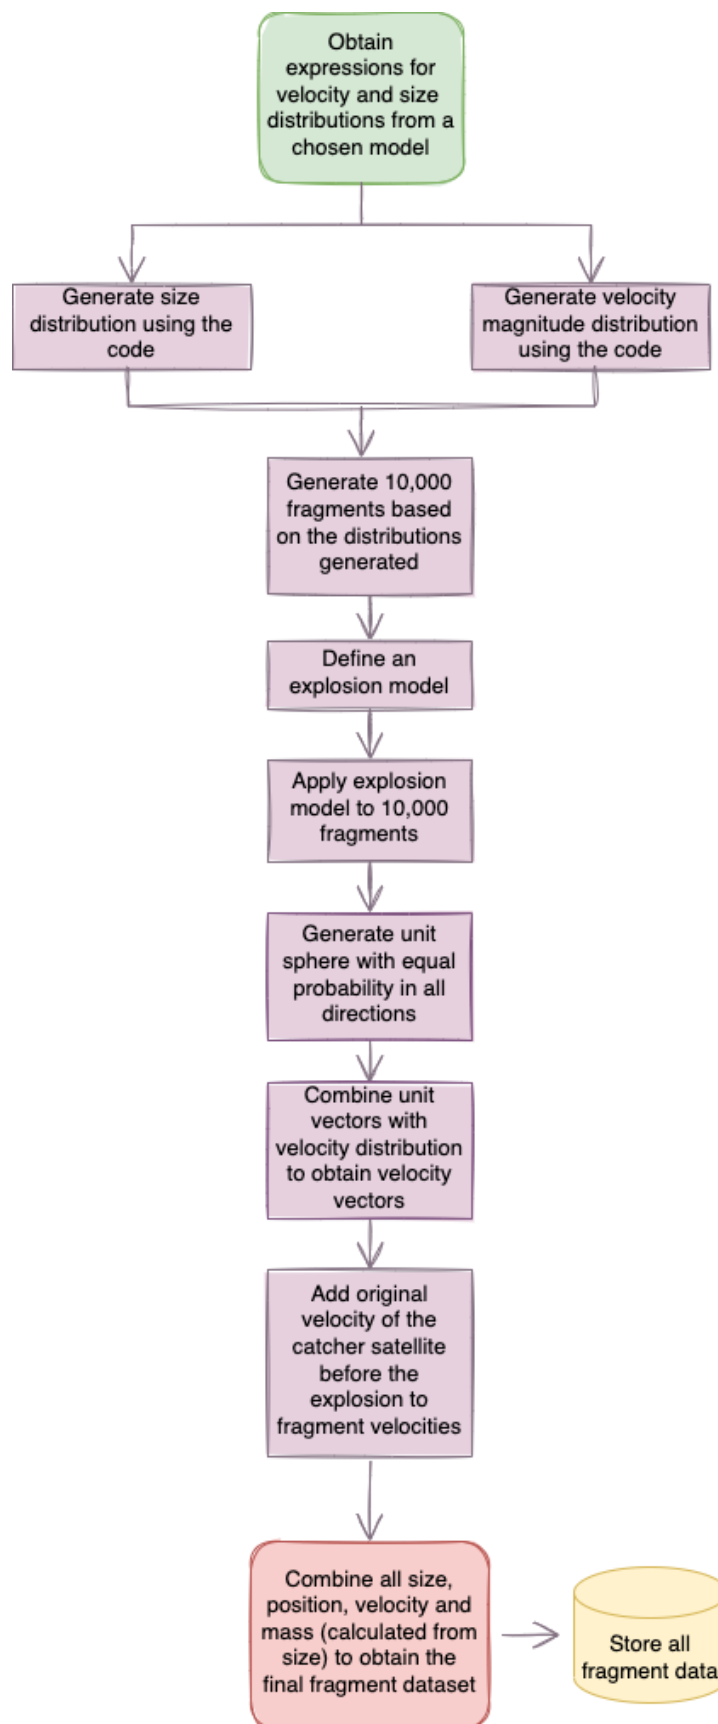 Obtain
expressions for
velocity and size
distributions from a
chosen model
Generate size
distribution using the
code
Generate velocity
magnitude distribution
using the code
Generate 10,000
fragments based
on the distributions
generated
Define an
explosion model
Apply explosion
model to 10,000
fragments
Generate unit
sphere with equal
probability in all
directions
Combine unit
vectors with
velocity distribution
to obtain velocity
vectors
Add original
velocity of the
catcher satellite
before the
explosion to
fragment velocities
Combine all size,
position, velocity and
mass (calculated from
size) to obtain the
final fragment dataset
Store all
fragment data